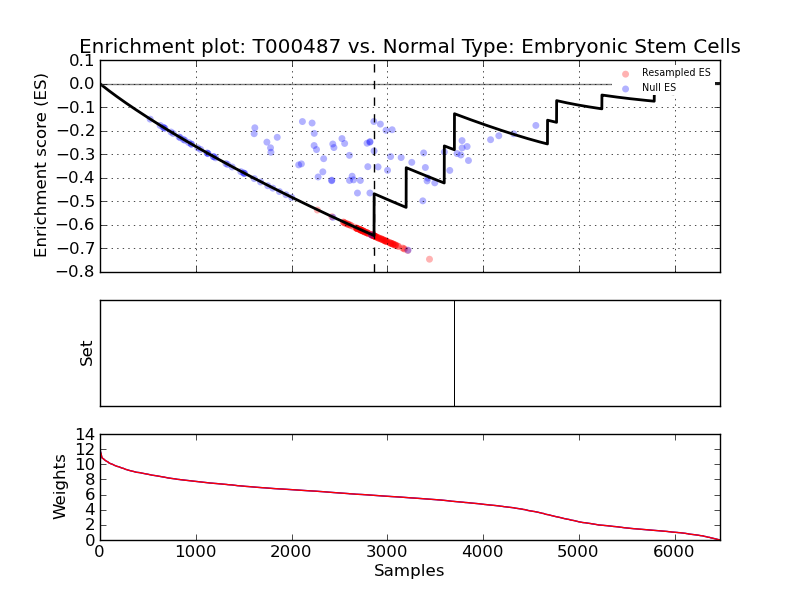 Enrichment plot: T000487 vs. Normal Type: Embryonic Stem Cells
Enrichment score (ES)
0.1
0.0
−0.1
−0.2
−0.3
−0.4
−0.5
−0.6
−0.7
−0.8
Resampled ES
Null ES
Set
Weights
14
12
10
8
6
4
2
0
0 1000 2000 3000 4000 5000 6000
Samples